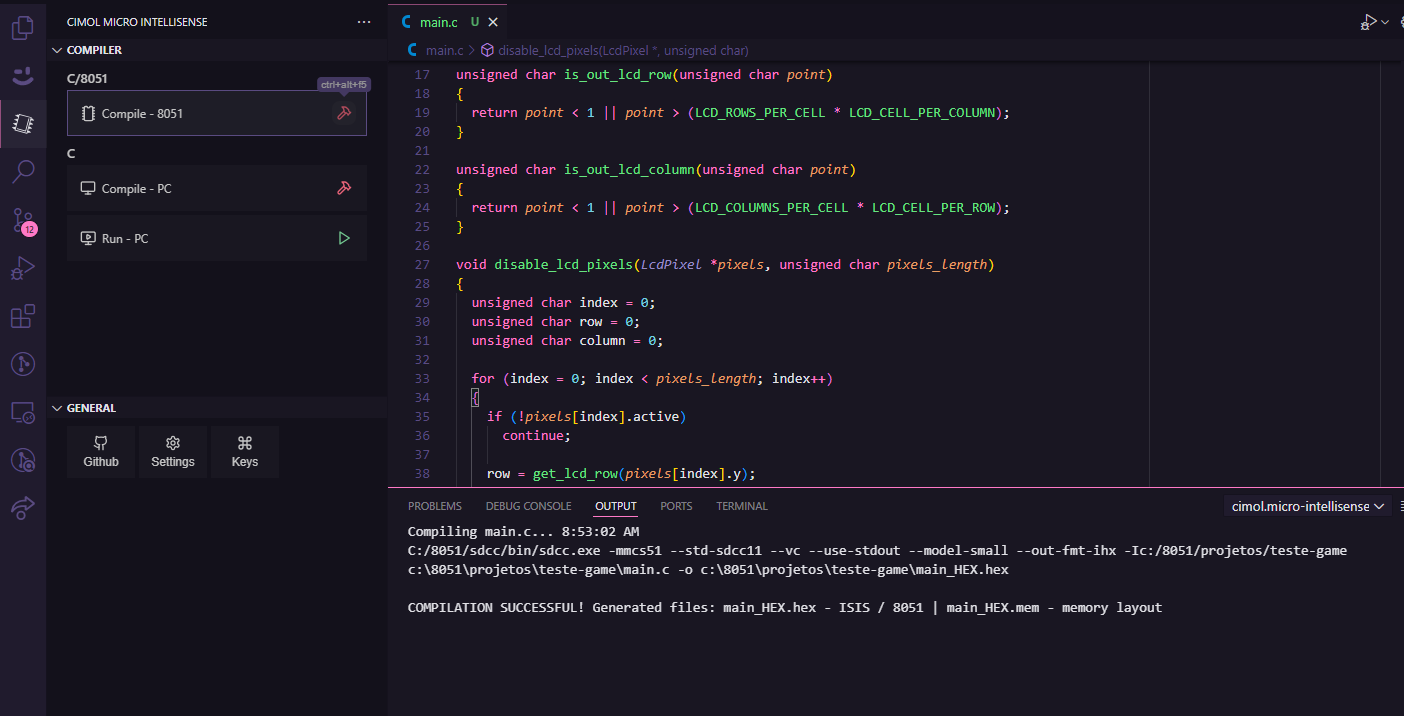 CIMOL MICRO INTELLISENSE
COMPILER
C/8051
ctrl+alt+f5
Compile - 8051
C
Compile - PC
Run - PC
12
GENERAL
Github
Settings
Keys
C main.c U
C main.c > disable_lcd_pixels(LcdPixel *, unsigned char)
17 unsigned char is_out_lcd_row(unsigned char point)
18 {
19 return point < 1 || point > (LCD_ROWS_PER_CELL * LCD_CELL_PER_COLUMN);
20 }
21
22 unsigned char is_out_lcd_column(unsigned char point)
23 {
24 return point < 1 || point > (LCD_COLUMNS_PER_CELL * LCD_CELL_PER_ROW);
25 }
26
27 void disable_lcd_pixels(LcdPixel *pixels, unsigned char pixels_length)
28 {
29 unsigned char index = 0;
30 unsigned char row = 0;
31 unsigned char column = 0;
32
33 for (index = 0; index < pixels_length; index++)
34 {
35 if (!pixels[index].active)
36 continue;
37
38 row = get_lcd_row(pixels[index].y);
PROBLEMS DEBUG CONSOLE OUTPUT PORTS TERMINAL cimol.micro-intellisense
Compiling main.c... 8:53:02 AM
C:/8051/sdcc/bin/sdcc.exe -mmcs51 --std-sdcc11 --vc --use-stdout --model-small --out-fmt-ihx -Ic:/8051/projetos/teste-game
c:\8051\projetos\teste-game\main.c -o c:\8051\projetos\teste-game\main_HEX.hex
COMPILATION SUCCESSFUL! Generated files: main_HEX.hex - ISIS / 8051 | main_HEX.mem - memory layout